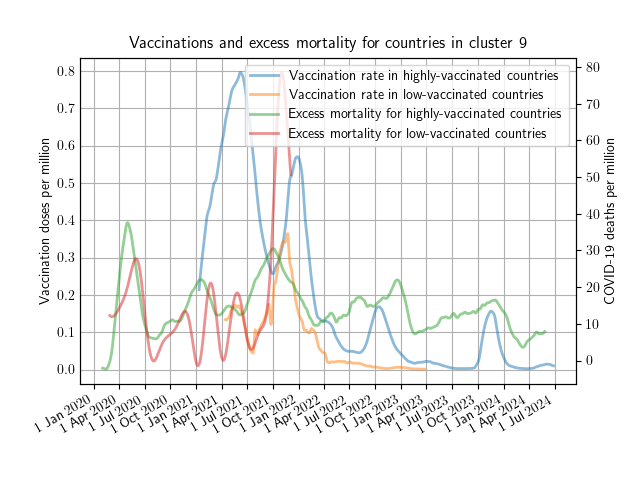 Vaccinations and excess mortality for countries in cluster 9
Vaccination rate in highly-vaccinated countries
Vaccination rate in low-vaccinated countries
Excess mortality for highly-vaccinated countries
Excess mortality for low-vaccinated countries
Vaccination doses per million
0.8
0.7
0.6
0.5
0.4
0.3
0.2
0.1
0.0
COVID-19 deaths per million
80
70
60
50
40
30
20
10
0
1 Jan 2020
1 Apr 2020
1 Jul 2020
1 Oct 2020
1 Jan 2021
1 Apr 2021
1 Jul 2021
1 Oct 2021
1 Jan 2022
1 Apr 2022
1 Jul 2022
1 Oct 2022
1 Jan 2023
1 Apr 2023
1 Jul 2023
1 Oct 2023
1 Jan 2024
1 Apr 2024
1 Jul 2024